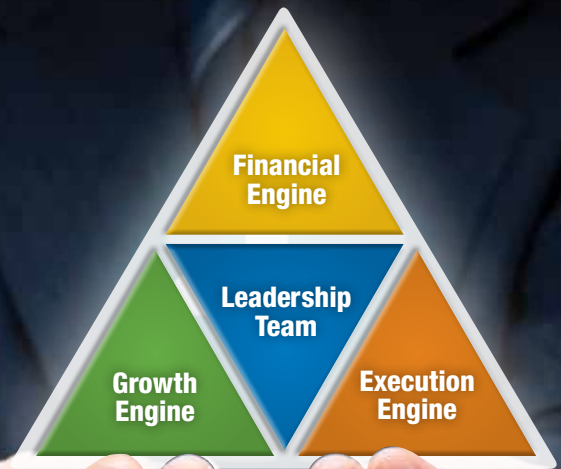 Financial
Engine
Leadership
Team
Growth
Engine
Execution
Engine